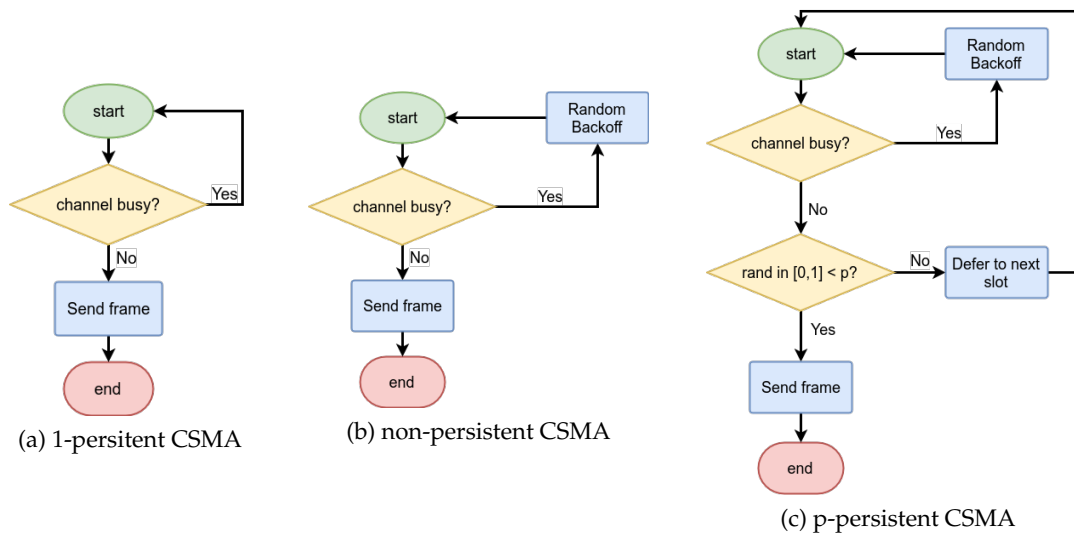 start
channel busy?
Yes
No
Send frame
end
(a) 1-persitent CSMA
start
Random
Backoff
channel busy?
Yes
No
Send frame
end
(b) non-persistent CSMA
start
Random
Backoff
channel busy?
Yes
No
rand in [0,1] < p?
No
Defer to next
slot
Yes
Send frame
end
(c) p-persistent CSMA